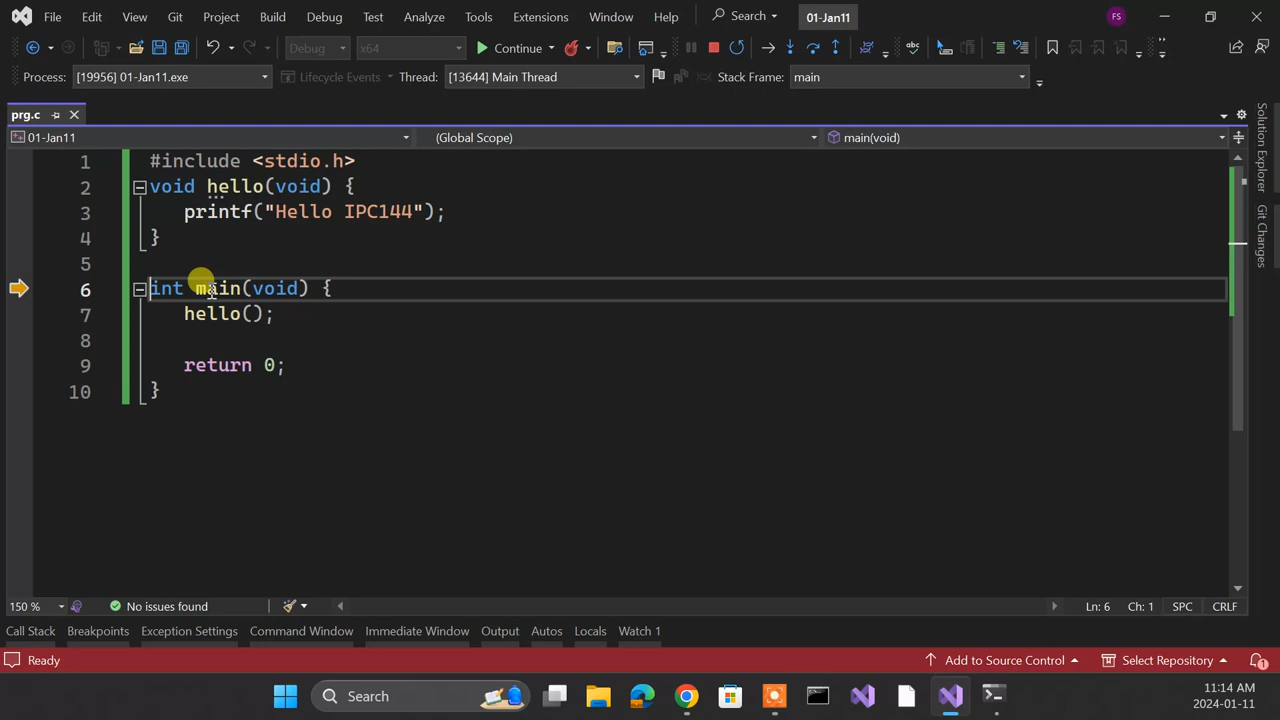 File Edit View Git Project Build Debug Test Analyze Tools Extensions Window Help Search 01-Jan11 FS
Debug x64 Continue
Process: [19956] 01-Jan11.exe Lifecycle Events Thread: [13644] Main Thread Stack Frame: main
prg.c
01-Jan11 (Global Scope) main(void)
1 #include <stdio.h>
2 void hello(void) {
3 printf("Hello IPC144");
4 }
5
6 int main(void) {
7 hello();
8
9 return 0;
10 }
Solution Explorer
Git Changes
150 % No issues found Ln: 6 Ch: 1 SPC CRLF
Call Stack Breakpoints Exception Settings Command Window Immediate Window Output Autos Locals Watch 1
Ready Add to Source Control Select Repository 1
Search 11:14 AM
2024-01-11